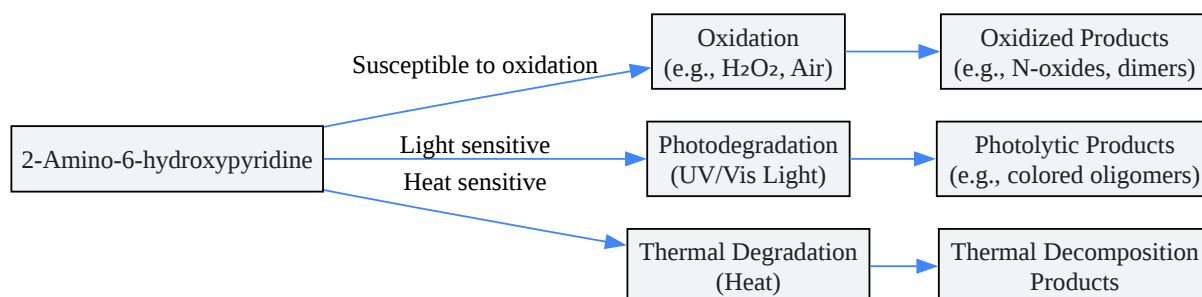 2-Amino-6-hydroxypyridine
Susceptible to oxidation
Light sensitive
Heat sensitive
Oxidation
(e.g., H₂O₂, Air)
Oxidized Products
(e.g., N-oxides, dimers)
Photodegradation
(UV/Vis Light)
Photolytic Products
(e.g., colored oligomers)
Thermal Degradation
(Heat)
Thermal Decomposition
Products